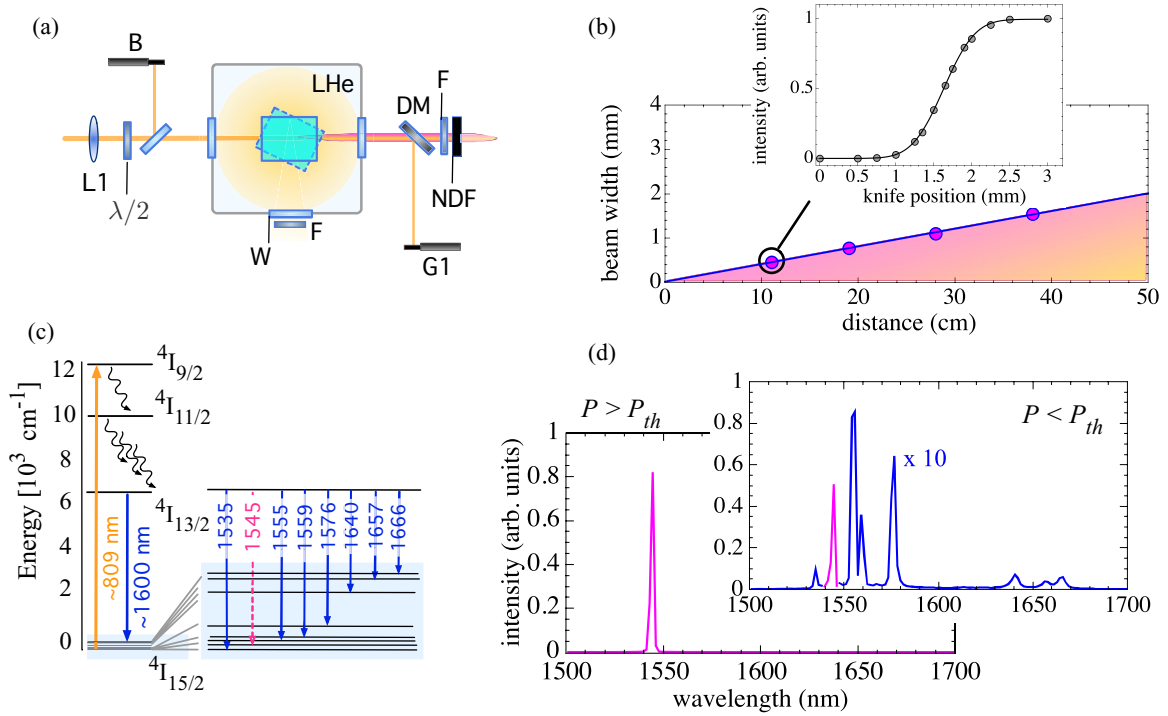 (a)
B
LHe
DM
F
L1
λ/2
W
F
NDF
G1
(b)
intensity (arb. units)
1
0.5
0
0 0.5 1.0 1.5 2.0 2.5 3.0
knife position (mm)
beam width (mm)
4
3
2
1
0
0 10 20 30 40 50
distance (cm)
(c)
Energy [10³ cm⁻¹]
12
10
8
6
4
2
0
⁴I9/2
⁴I11/2
⁴I13/2
⁴I15/2
~809 nm
~1600 nm
1535
1545
1555
1559
1576
1640
1657
1666
(d)
P > Pth
intensity (arb. units)
1
0.8
0.6
0.4
0.2
0
1500 1550 1600 1650 1700
wavelength (nm)
P < Pth
x 10
1
0.8
0.6
0.4
0.2
0
1500 1550 1600 1650 1700